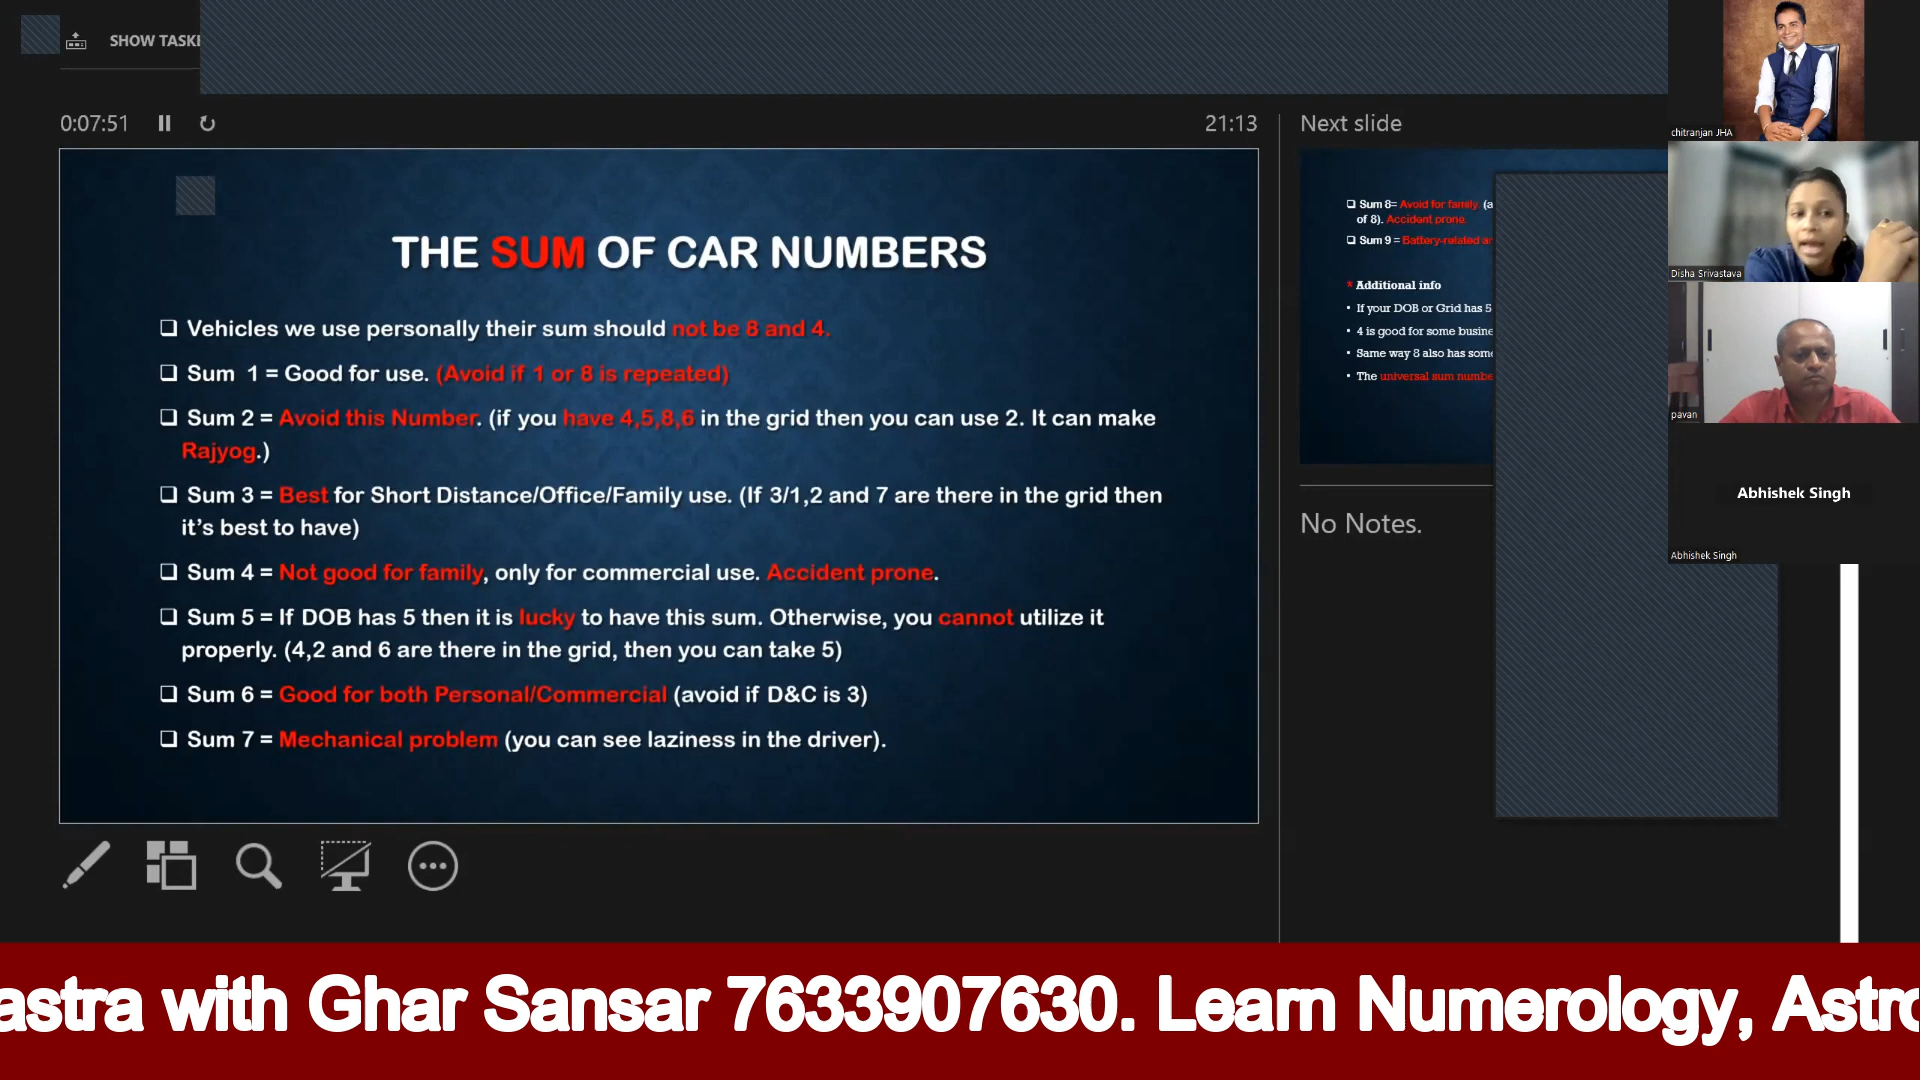 SHOW TASK
0:07:51
21:13
Next slide
THE SUM OF CAR NUMBERS
❑ Vehicles we use personally their sum should not be 8 and 4.
❑ Sum 1 = Good for use. (Avoid if 1 or 8 is repeated)
❑ Sum 2 = Avoid this Number. (if you have 4,5,8,6 in the grid then you can use 2. It can make
Rajyog.)
❑ Sum 3 = Best for Short Distance/Office/Family use. (If 3/1,2 and 7 are there in the grid then
it's best to have)
❑ Sum 4 = Not good for family, only for commercial use. Accident prone.
❑ Sum 5 = If DOB has 5 then it is lucky to have this sum. Otherwise, you cannot utilize it
properly. (4,2 and 6 are there in the grid, then you can take 5)
❑ Sum 6 = Good for both Personal/Commercial (avoid if D&C is 3)
❑ Sum 7 = Mechanical problem (you can see laziness in the driver).
❑ Sum 8= Avoid for family. (a
of 8). Accident prone.
❑ Sum 9 = Battery-related
* Additional info
• If your DOB or Grid has 5
• 4 is good for some busine
• Same way 8 also has som
• The universal sum numbe
No Notes.
chitranjan JHA
Disha Srivastava
pavan
Abhishek Singh
Abhishek Singh
astra with Ghar Sansar 7633907630. Learn Numerology, Astro